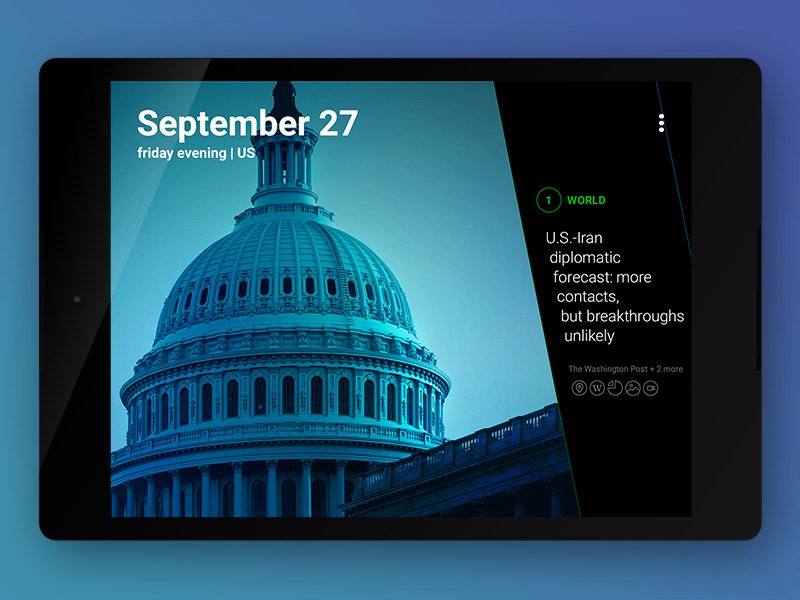 September 27
friday evening | US
1 WORLD
U.S.-Iran
diplomatic
forecast: more
contacts,
but breakthroughs
unlikely
The Washington Post + 2 more
W